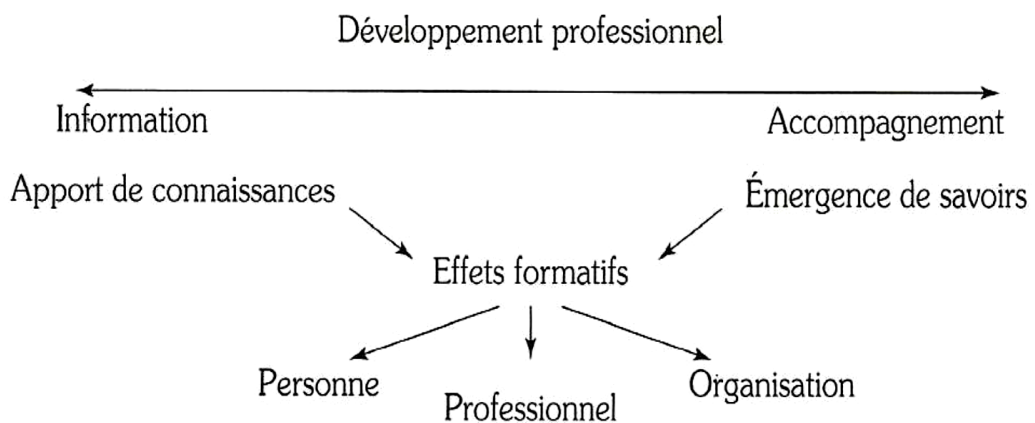 Développement professionnel
Information
Accompagnement
Apport de connaissances
Émergence de savoirs
Effets formatifs
Personne
Professionnel
Organisation